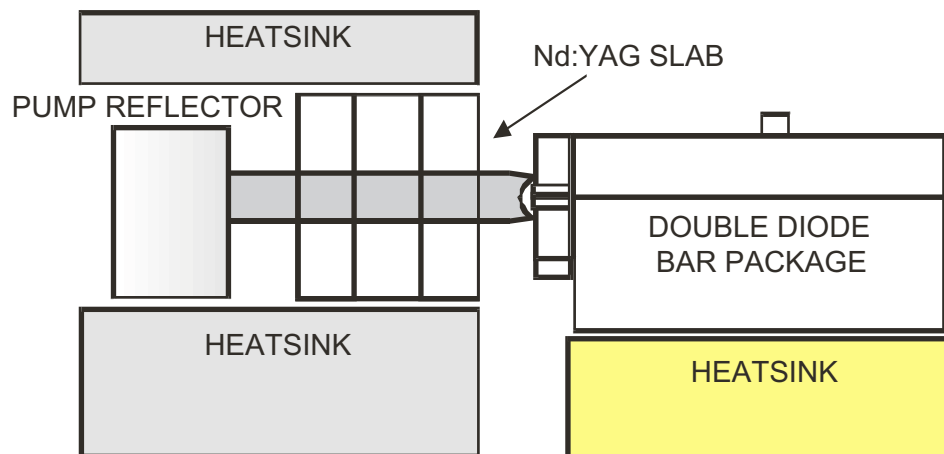 HEATSINK
Nd:YAG SLAB
PUMP REFLECTOR
DOUBLE DIODE
BAR PACKAGE
HEATSINK
HEATSINK